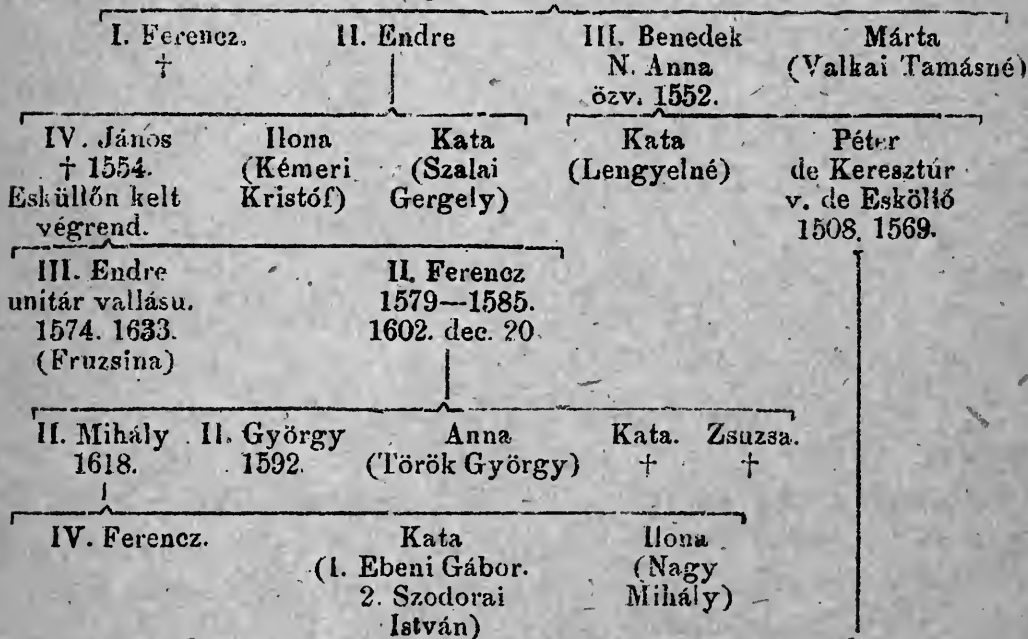 I. Ferencz. II. Endre III. Benedek Márta
† N. Anna (Valkai Tamásné)
özv. 1552.
IV. János Ilona Kata Kata Péter
† 1554. (Kémeri (Szalai (Lengyelné) de Keresztúr
Esküllőn kelt Kristóf) Gergely) v. de Eskölló
végrend. 1508. 1569.
III. Endre II. Ferencz
unitár vallásu. 1579—1585.
1574. 1633. 1602. dec. 20.
(Fruzsina)
II. Mihály II. György Anna Kata. Zsuzsa.
1618. 1592. (Török György) † †
IV. Ferencz. Kata Ilona
(1. Ebeni Gábor. (Nagy
2. Szodorai Mihály)
István)